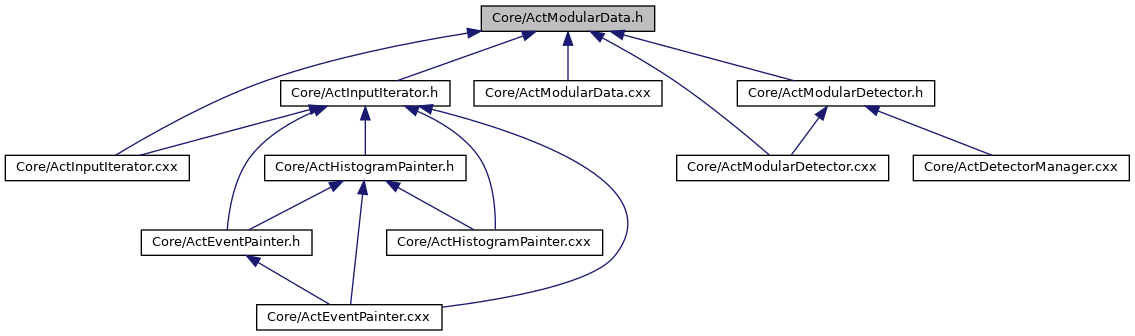 Core/ActModularData.h
Core/ActInputIterator.h
Core/ActModularData.cxx
Core/ActModularDetector.h
Core/ActInputIterator.cxx
Core/ActHistogramPainter.h
Core/ActModularDetector.cxx
Core/ActDetectorManager.cxx
Core/ActEventPainter.h
Core/ActHistogramPainter.cxx
Core/ActEventPainter.cxx